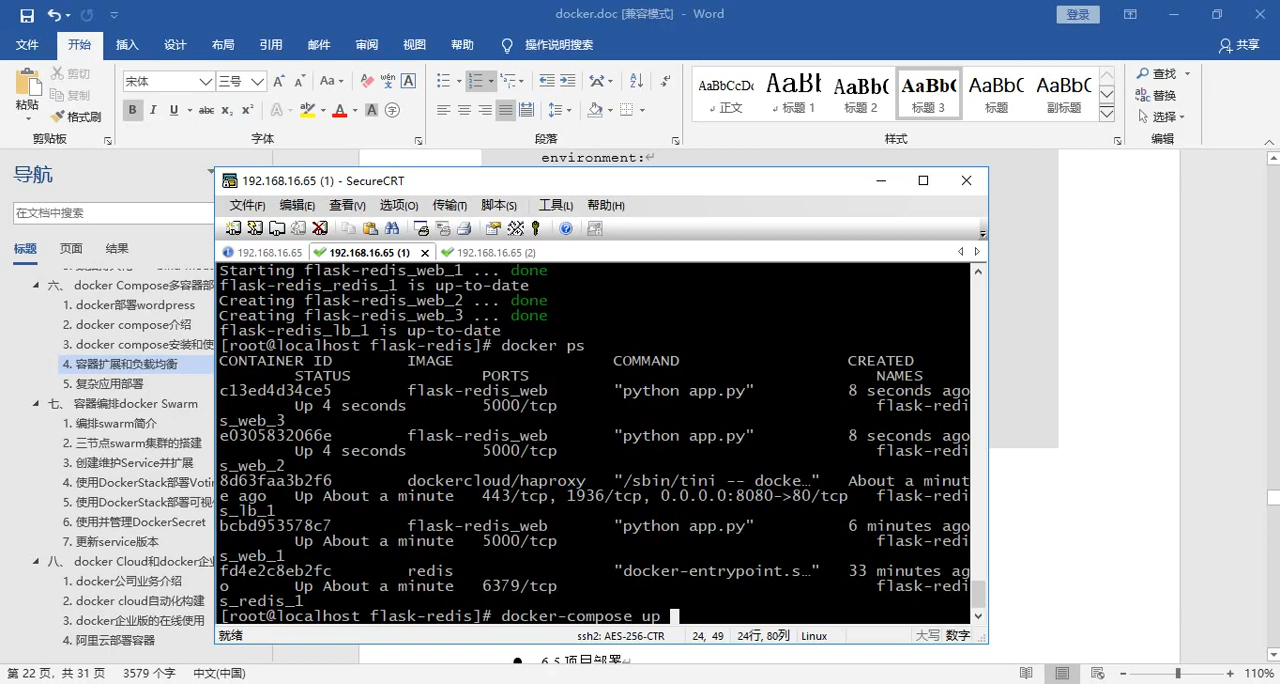 docker.doc [兼容模式] - Word
登录
文件 开始 插入 设计 布局 引用 邮件 审阅 视图 帮助 操作说明搜索 共享
粘贴 剪切 复制 格式刷 宋体 三号
AaBbCcDc AaBb AaBbC AaBbC AaBbC AaBbC
正文 标题 1 标题 2 标题 3 标题 副标题
查找 替换 选择
剪贴板 字体 段落 样式 编辑
导航
在文档中搜索
标题 页面 结果
六、 docker Compose多容器部
1. docker部署wordpress
2. docker compose介绍
3. docker compose安装和使
4. 容器扩展和负载均衡
5. 复杂应用部署
七、 容器编排docker Swarm
1. 编排swarm简介
2. 三节点swarm集群的搭建
3. 创建维护Service并扩展
4. 使用DockerStack部署Votin
5. 使用DockerStack部署可视化
6. 使用并管理DockerSecret
7. 更新service版本
八、 docker Cloud和docker企业
1. docker公司业务介绍
2. docker cloud自动化构建
3. docker企业版的在线使用
4. 阿里云部署容器
environment:
192.168.16.65 (1) - SecureCRT
文件(F) 编辑(E) 查看(V) 选项(O) 传输(T) 脚本(S) 工具(L) 帮助(H)
192.168.16.65 192.168.16.65 (1) 192.168.16.65 (2)
Starting flask-redis_web_1 ... done
flask-redis_redis_1 is up-to-date
Creating flask-redis_web_2 ... done
Creating flask-redis_web_3 ... done
flask-redis_lb_1 is up-to-date
[root@localhost flask-redis]# docker ps
CONTAINER ID IMAGE COMMAND CREATED
STATUS PORTS NAMES
c13ed4d34ce5 flask-redis_web "python app.py" 8 seconds ago
Up 4 seconds 5000/tcp flask-redi
s_web_3
e0305832066e flask-redis_web "python app.py" 8 seconds ago
Up 4 seconds 5000/tcp flask-redi
s_web_2
8d63faa3b2f6 dockercloud/haproxy "/sbin/tini -- docke…" About a minut
e ago Up About a minute 443/tcp, 1936/tcp, 0.0.0.0:8080->80/tcp flask-redi
s_lb_1
bcbd953578c7 flask-redis_web "python app.py" 6 minutes ago
Up About a minute 5000/tcp flask-redi
s_web_1
fd4e2c8eb2fc redis "docker-entrypoint.s…" 33 minutes ag
o Up About a minute 6379/tcp flask-redi
s_redis_1
[root@localhost flask-redis]# docker-compose up
就绪 ssh2: AES-256-CTR 24, 49 24行, 80列 Linux 大写 数字
6.5 项目部署
第 22 页, 共 31 页 3579 个字 中文(中国) 110%